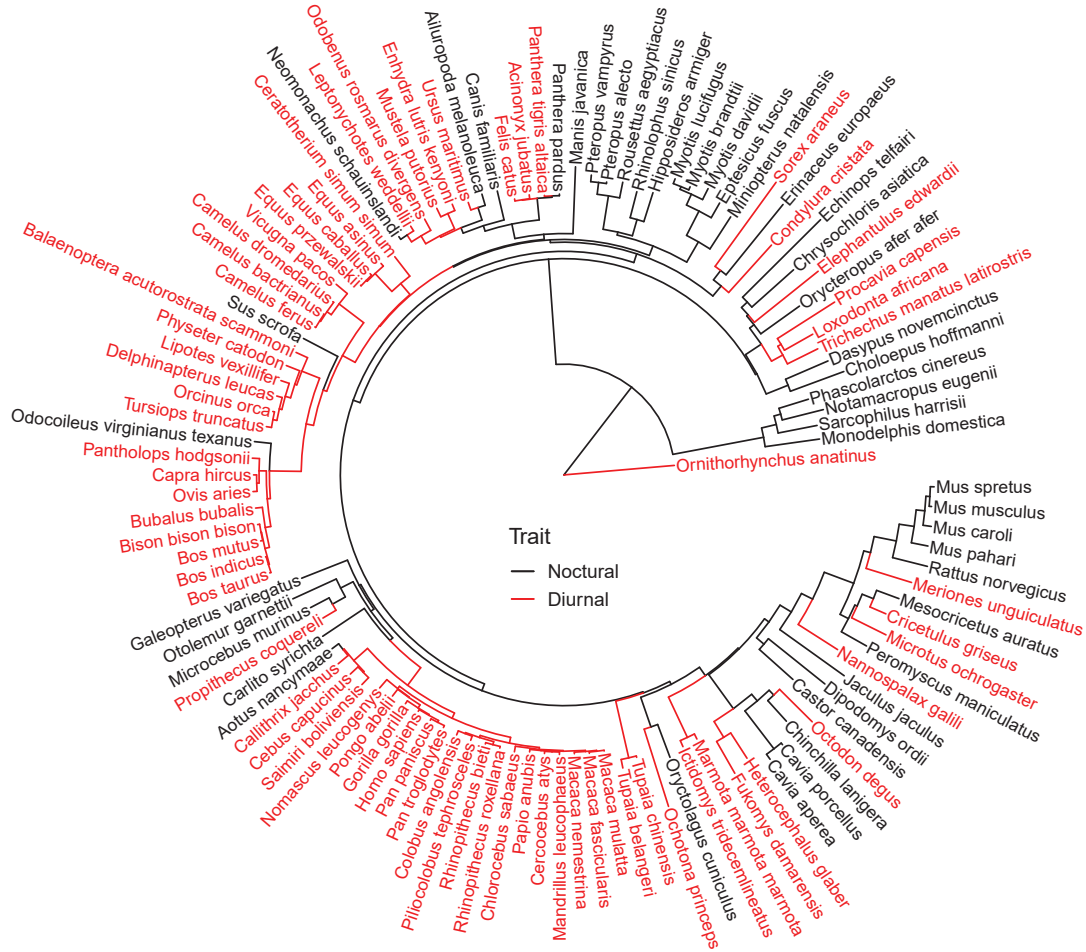 Balaenoptera acutorostrata scammoni
Physeter catodon
Lipotes vexillifer
Delphinapterus leucas
Orcinus orca
Tursiops truncatus
Odocoileus virginianus texanus
Pantholops hodgsonii
Capra hircus
Ovis aries
Bubalus bubalis
Bison bison bison
Bos mutus
Bos indicus
Bos taurus
Sus scrofa
Camelus ferus
Camelus bactrianus
Camelus dromedarius
Vicugna pacos
Equus przewalskii
Equus caballus
Equus asinus
Ceratotherium simum simum
Neomonachus schauinslandi
Leptonychotes weddellii
Odobenus rosmarus divergens
Mustela putorius
Enhydra lutris kenyoni
Ursus maritimus
Ailuropoda melanoleuca
Canis familiaris
Felis catus
Acinonyx jubatus
Panthera tigris altaica
Panthera pardus
Manis javanica
Pteropus vampyrus
Pteropus alecto
Rousettus aegyptiacus
Rhinolophus sinicus
Hipposideros armiger
Myotis lucifugus
Myotis brandtii
Myotis davidii
Eptesicus fuscus
Miniopterus natalensis
Sorex araneus
Erinaceus europaeus
Condylura cristata
Echinops telfairi
Chrysochloris asiatica
Elephantulus edwardii
Orycteropus afer afer
Procavia capensis
Loxodonta africana
Trichechus manatus latirostris
Dasypus novemcinctus
Choloepus hoffmanni
Phascolarctos cinereus
Notamacropus eugenii
Sarcophilus harrisii
Monodelphis domestica
Ornithorhynchus anatinus
Trait
Noctural
Diurnal
Mus spretus
Mus musculus
Mus caroli
Mus pahari
Rattus norvegicus
Meriones unguiculatus
Mesocricetus auratus
Cricetulus griseus
Microtus ochrogaster
Peromyscus maniculatus
Nannospalax galili
Jaculus jaculus
Dipodomys ordii
Castor canadensis
Octodon degus
Chinchilla lanigera
Cavia porcellus
Cavia aperea
Heterocephalus glaber
Fukomys damarensis
Marmota marmota marmota
Ictidomys tridecemlineatus
Oryctolagus cuniculus
Ochotona princeps
Tupaia chinensis
Tupaia belangeri
Macaca mulatta
Macaca fascicularis
Macaca nemestrina
Mandrillus leucophaeus
Cercocebus atys
Papio anubis
Chlorocebus sabaeus
Rhinopithecus roxellana
Rhinopithecus bieti
Piliocolobus tephrosceles
Colobus angolensis
Pan troglodytes
Pan paniscus
Homo sapiens
Gorilla gorilla
Pongo abelii
Nomascus leucogenys
Saimiri boliviensis
Cebus capucinus
Callithrix jacchus
Aotus nancymaae
Carlito syrichta
Propithecus coquereli
Microcebus murinus
Otolemur garnettii
Galeopterus variegatus